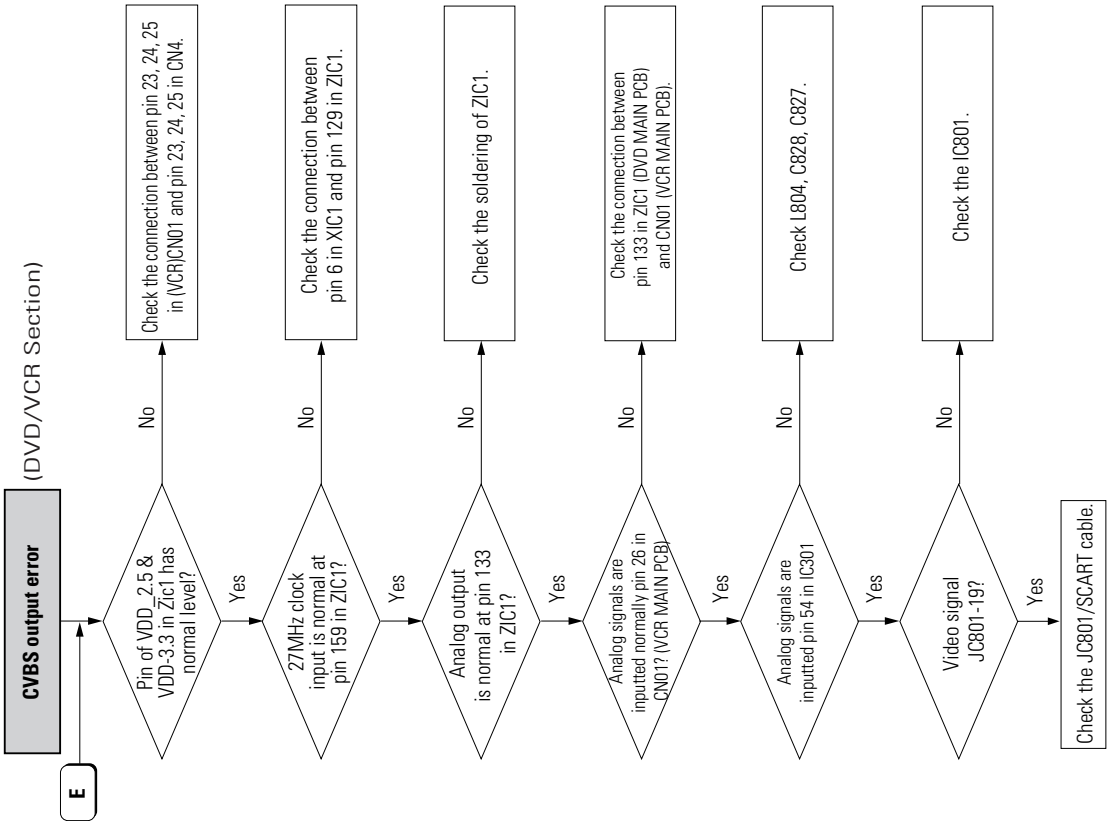 (DVD/VCR Section)
CVBS output error
E
Pin of VDD_2.5 &
VDD-3.3 in Zic1 has
normal level?
No
Check the connection between pin 23, 24, 25
in (VCR)CN01 and pin 23, 24, 25 in CN4.
Yes
27MHz clock
input is normal at
pin 159 in ZIC1?
No
Check the connection between
pin 6 in XIC1 and pin 129 in ZIC1.
Yes
Analog output
is normal at pin 133
in ZIC1?
No
Check the soldering of ZIC1.
Yes
Analog signals are
inputted normally pin 26 in
CN01? (VCR MAIN PCB)
No
Check the connection between
pin 133 in ZIC1 (DVD MAIN PCB)
and CN01 (VCR MAIN PCB).
Yes
Analog signals are
inputted pin 54 in IC301
No
Check L804, C828, C827.
Yes
Video signal
JC801-19?
No
Check the IC801.
Yes
Check the JC801/SCART cable.